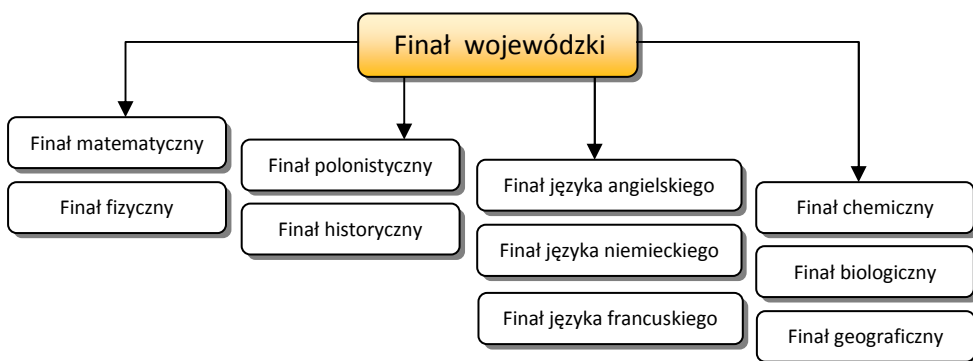 Finał wojewódzki
Finał matematyczny
Finał fizyczny
Finał polonistyczny
Finał historyczny
Finał języka angielskiego
Finał języka niemieckiego
Finał języka francuskiego
Finał chemiczny
Finał biologiczny
Finał geograficzny